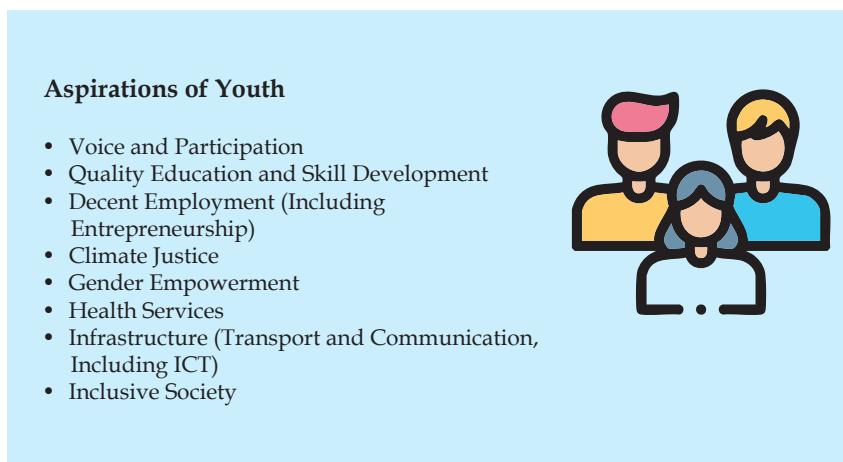 Aspirations of Youth
• Voice and Participation
• Quality Education and Skill Development
• Decent Employment (Including
Entrepreneurship)
• Climate Justice
• Gender Empowerment
• Health Services
• Infrastructure (Transport and Communication,
Including ICT)
• Inclusive Society